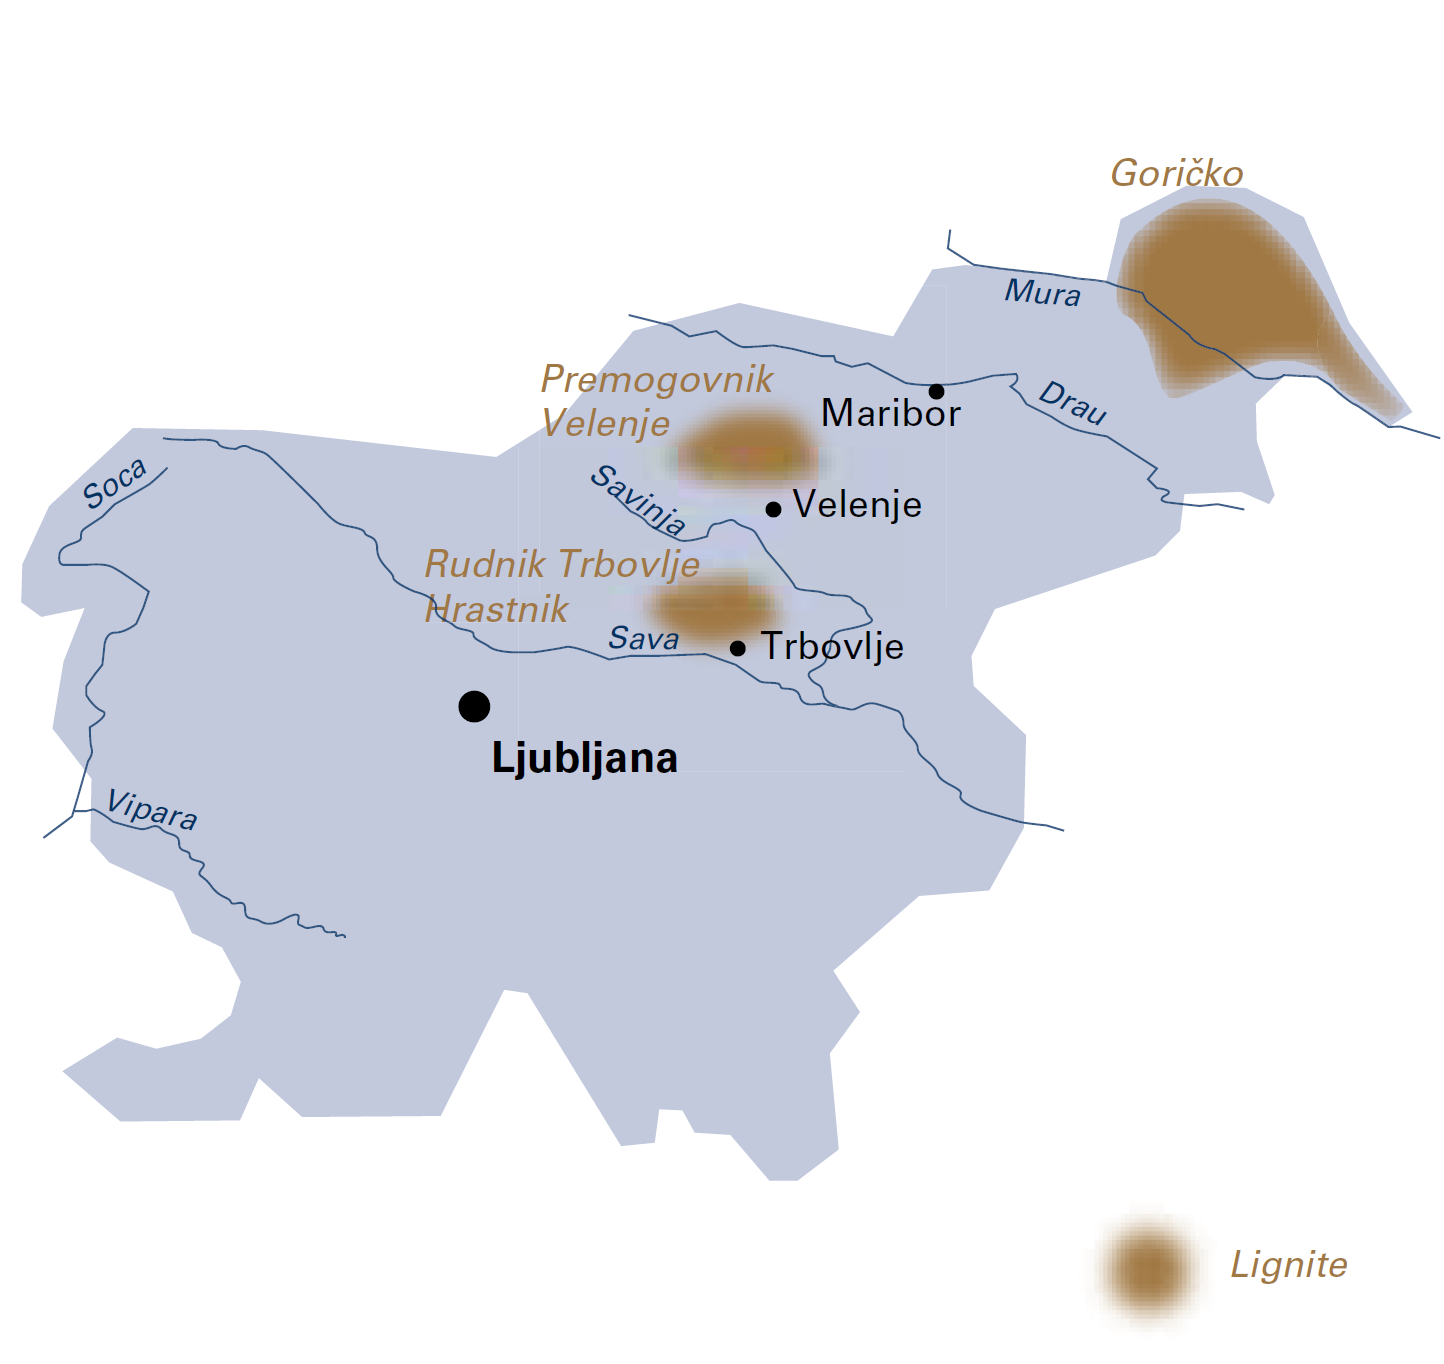 Goričko
Mura
Premogovnik
Velenje
Maribor
Drau
Soca
Savinja
Velenje
Rudnik Trbovlje
Hrastnik
Sava
Trbovlje
Ljubljana
Vipara
Lignite